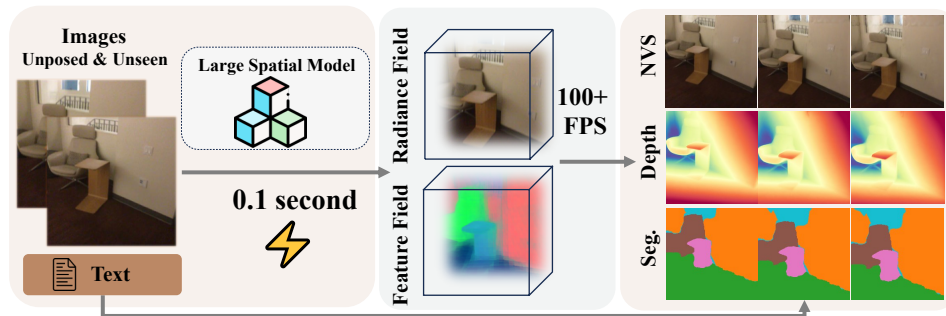 Images
Unposed & Unseen
Large Spatial Model
0.1 second
Text
Radiance Field
Feature Field
100+
FPS
NVS
Depth
Seg.